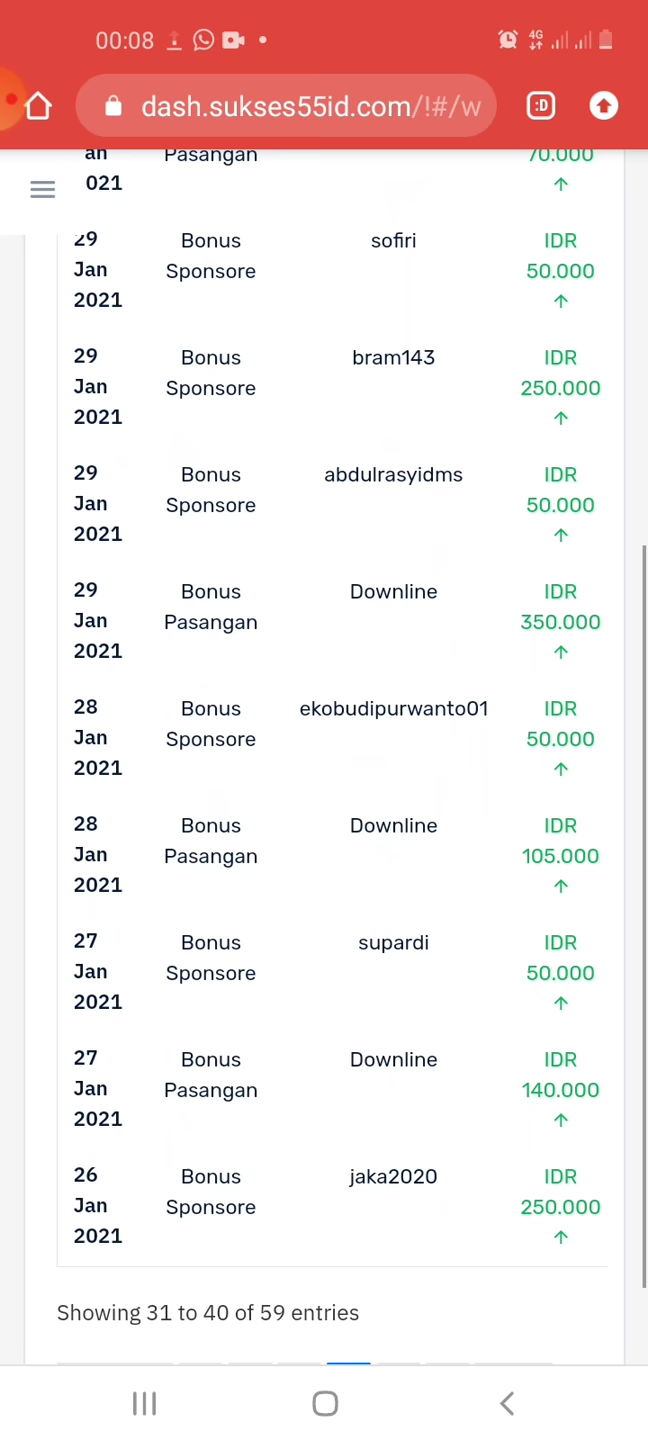 00:08
4G
dash.sukses55id.com/!#/w
:D
an Pasangan 70.000
021
29 Bonus sofiri IDR
Jan Sponsore 50.000
2021
29 Bonus bram143 IDR
Jan Sponsore 250.000
2021
29 Bonus abdulrasyidms IDR
Jan Sponsore 50.000
2021
29 Bonus Downline IDR
Jan Pasangan 350.000
2021
28 Bonus ekobudipurwanto01 IDR
Jan Sponsore 50.000
2021
28 Bonus Downline IDR
Jan Pasangan 105.000
2021
27 Bonus supardi IDR
Jan Sponsore 50.000
2021
27 Bonus Downline IDR
Jan Pasangan 140.000
2021
26 Bonus jaka2020 IDR
Jan Sponsore 250.000
2021
Showing 31 to 40 of 59 entries